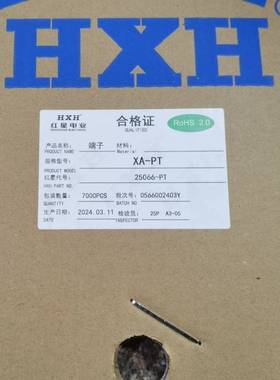 HXH
HXH
红星电业
合格证
QUALIFIED
RoHS 2.0
产品名称: 端子 材料:
PRODUCT NAME Material
规格型号: XA-PT
PRODUCT MODEL
红星代号: 25066-PT
HXH PART NO.
包装数量: 7000PCS 批次号: 0566002403Y
QUANTITY BATCH NO
生产日期: 2024.03.11 检验员: 25P A3-05
DATE INSPECTOR